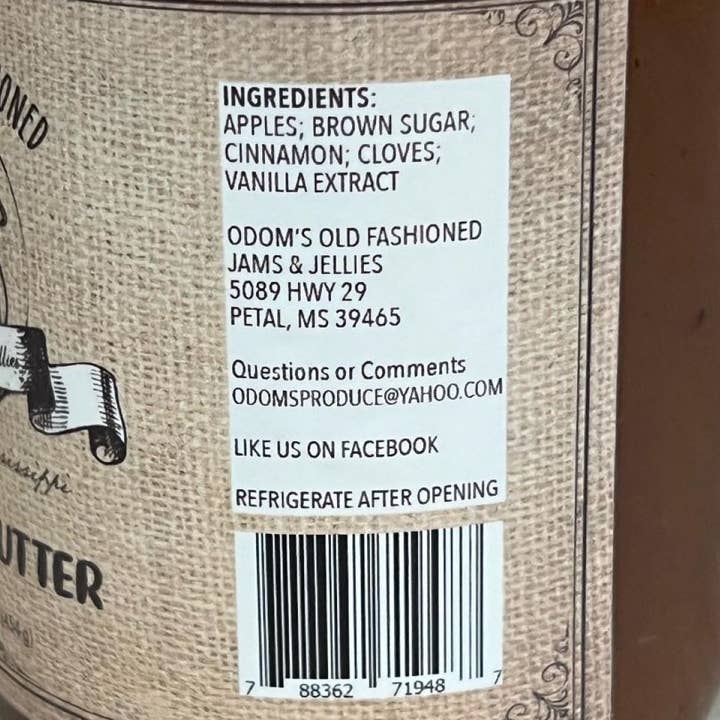 INGREDIENTS:
APPLES; BROWN SUGAR;
CINNAMON; CLOVES;
VANILLA EXTRACT
ODOM'S OLD FASHIONED
JAMS & JELLIES
5089 HWY 29
PETAL, MS 39465
Questions or Comments
ODOMSPRODUCE@YAHOO.COM
LIKE US ON FACEBOOK
REFRIGERATE AFTER OPENING
7 88362 71948 7
ONED
llies
sissippi
UTTER